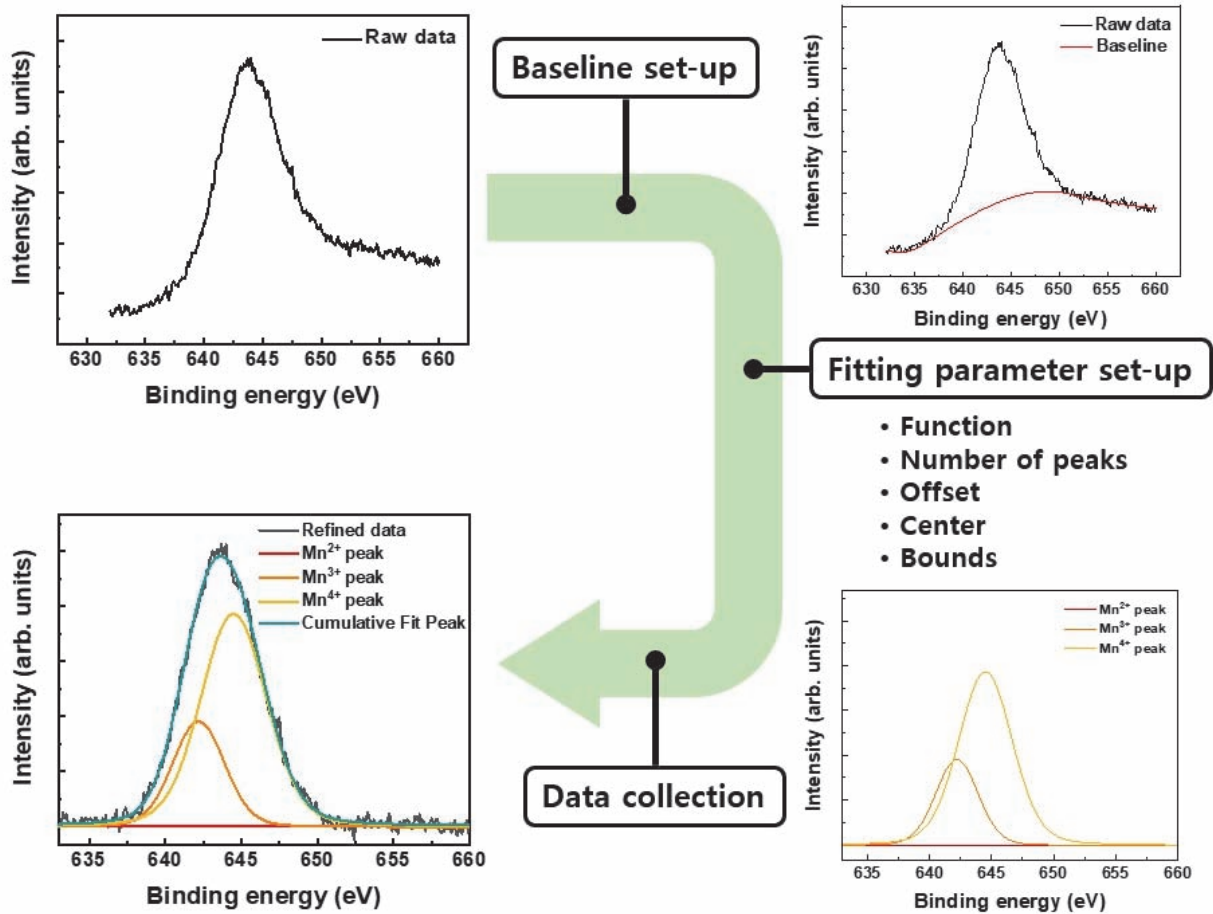 Raw data
Intensity (arb. units)
630 635 640 645 650 655 660
Binding energy (eV)
Baseline set-up
Raw data
Baseline
Intensity (arb. units)
630 635 640 645 650 655 660
Binding energy (eV)
Fitting parameter set-up
• Function
• Number of peaks
• Offset
• Center
• Bounds
Refined data
Mn²⁺ peak
Mn³⁺ peak
Mn⁴⁺ peak
Cumulative Fit Peak
Intensity (arb. units)
635 640 645 650 655 660
Binding energy (eV)
Data collection
Mn²⁺ peak
Mn³⁺ peak
Mn⁴⁺ peak
Intensity (arb. units)
635 640 645 650 655 660
Binding energy (eV)